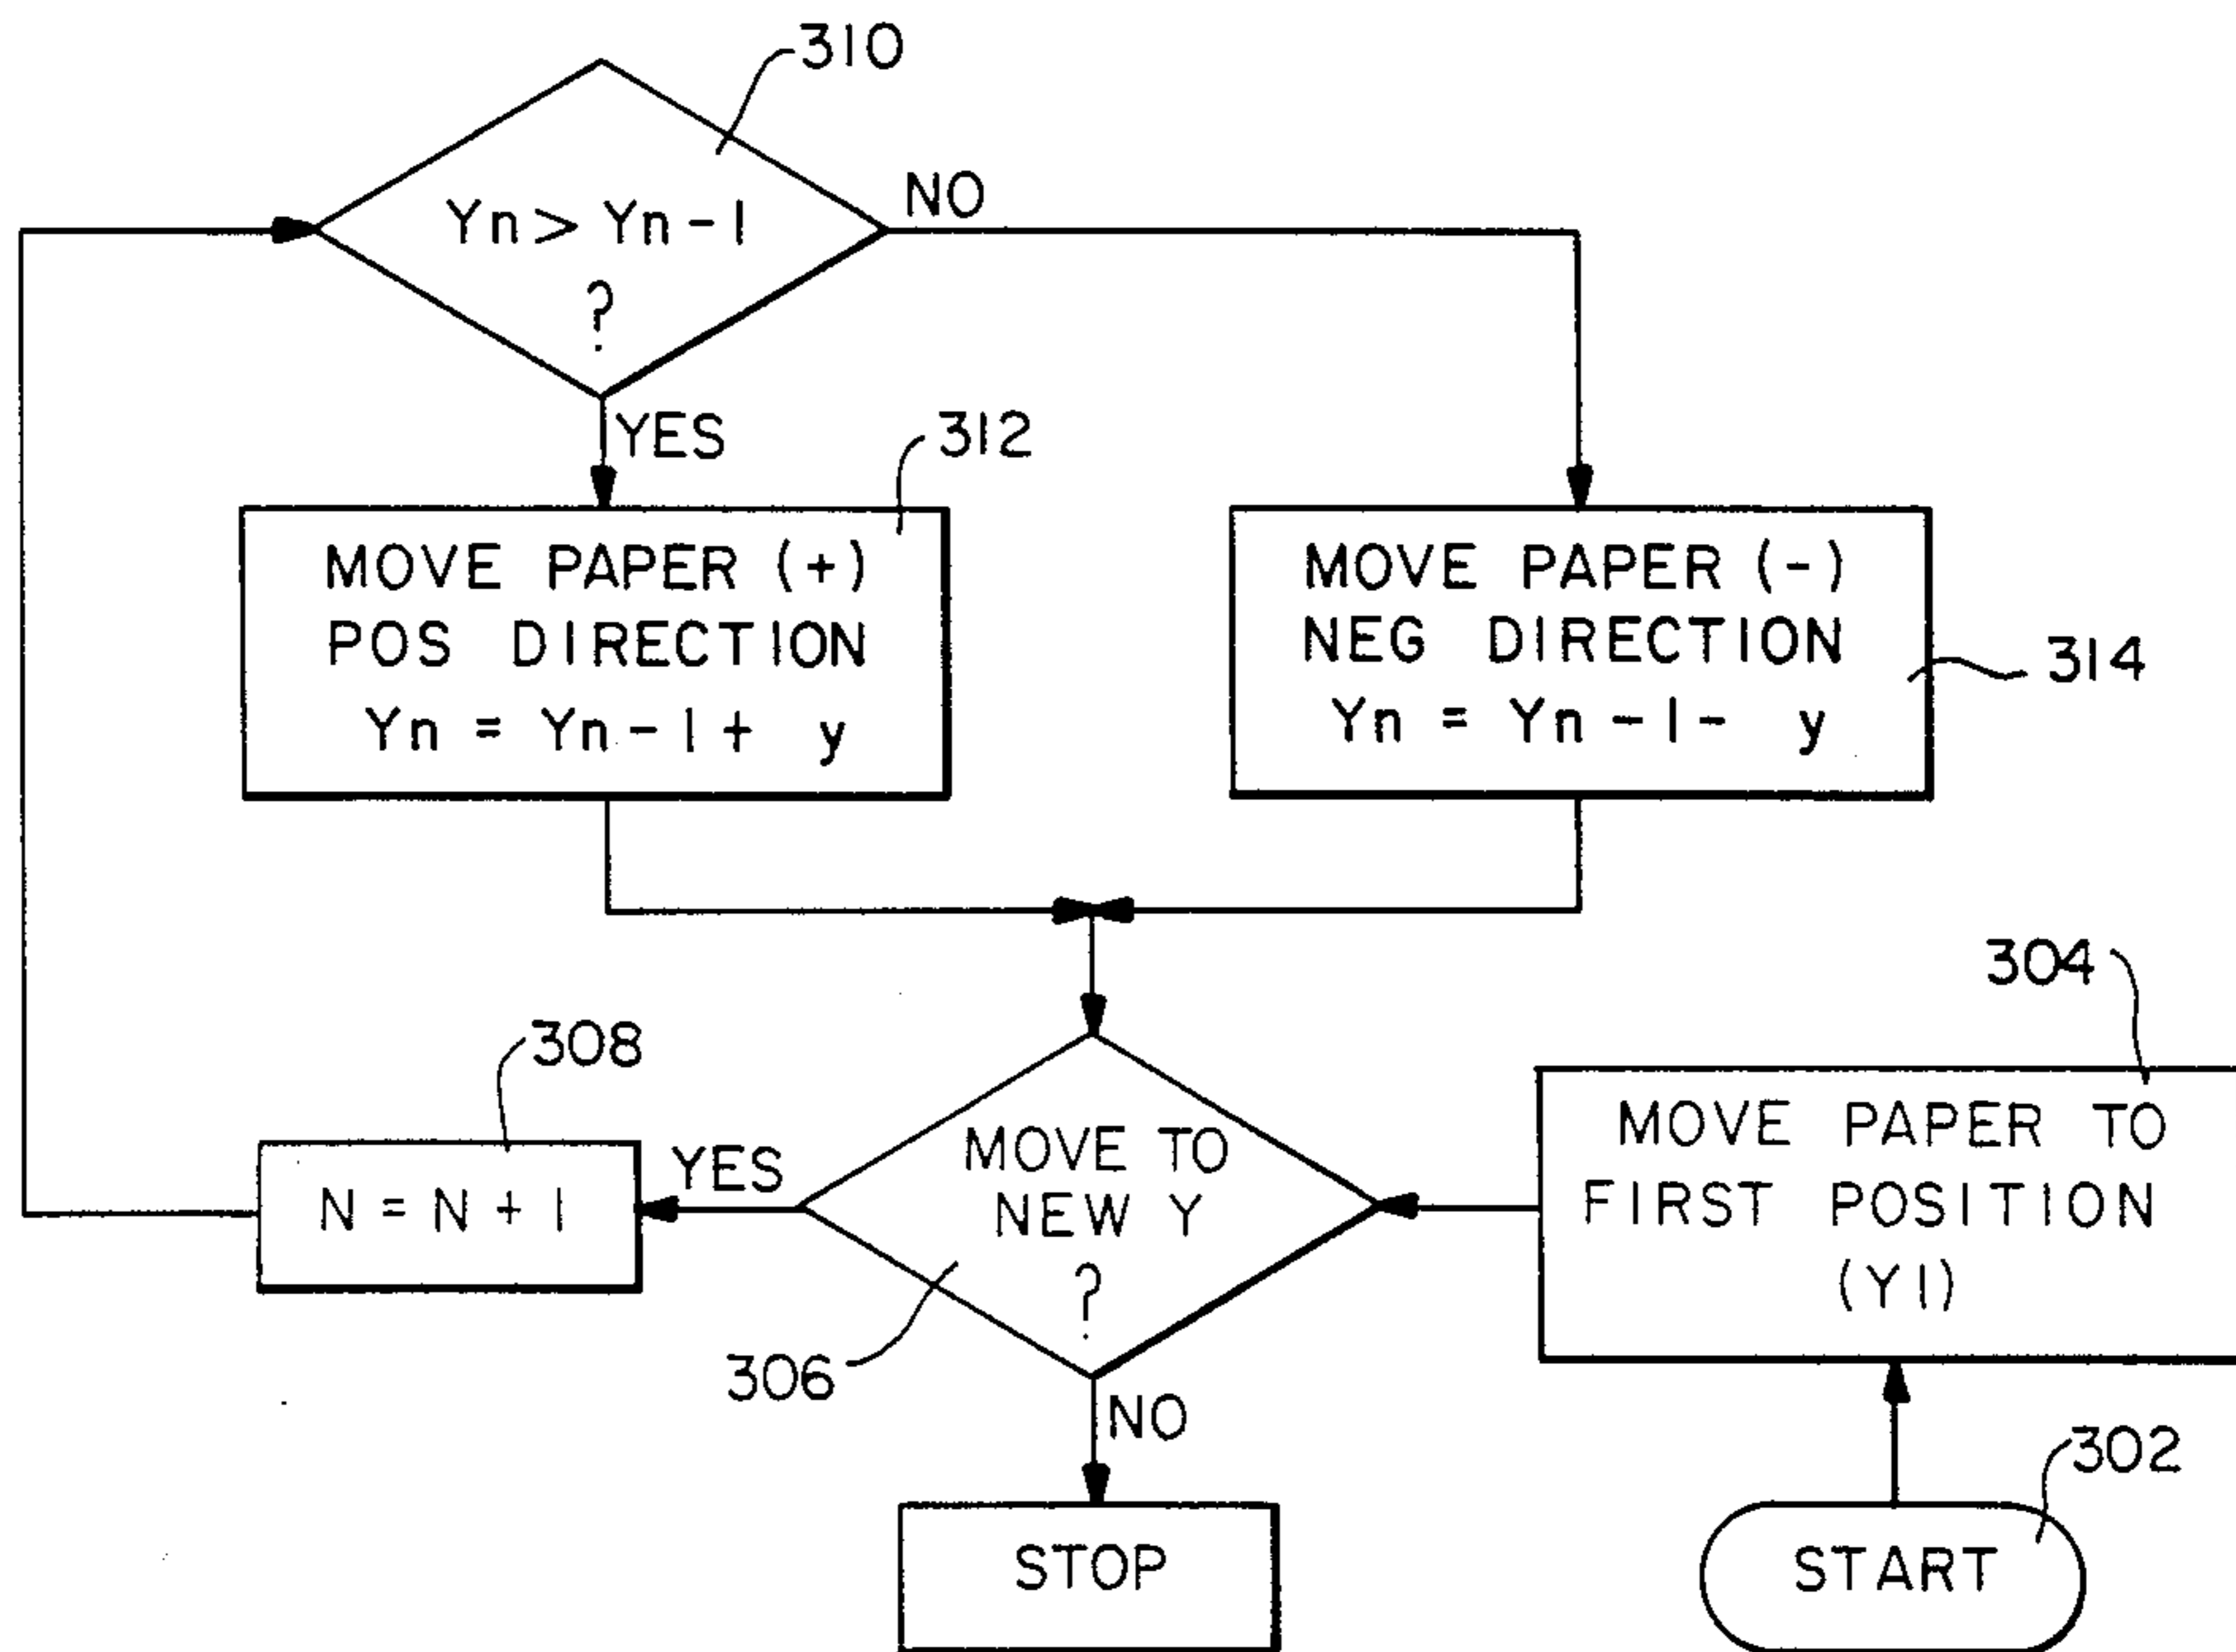 310
Yn > Yn-1
?
NO
YES
312
MOVE PAPER (+)
POS DIRECTION
Yn = Yn-1+ y
MOVE PAPER (-)
NEG DIRECTION
Yn = Yn-1- y
314
304
MOVE PAPER TO
FIRST POSITION
(Y1)
308
N = N + 1
YES
MOVE TO
NEW Y
?
306
NO
STOP
302
START